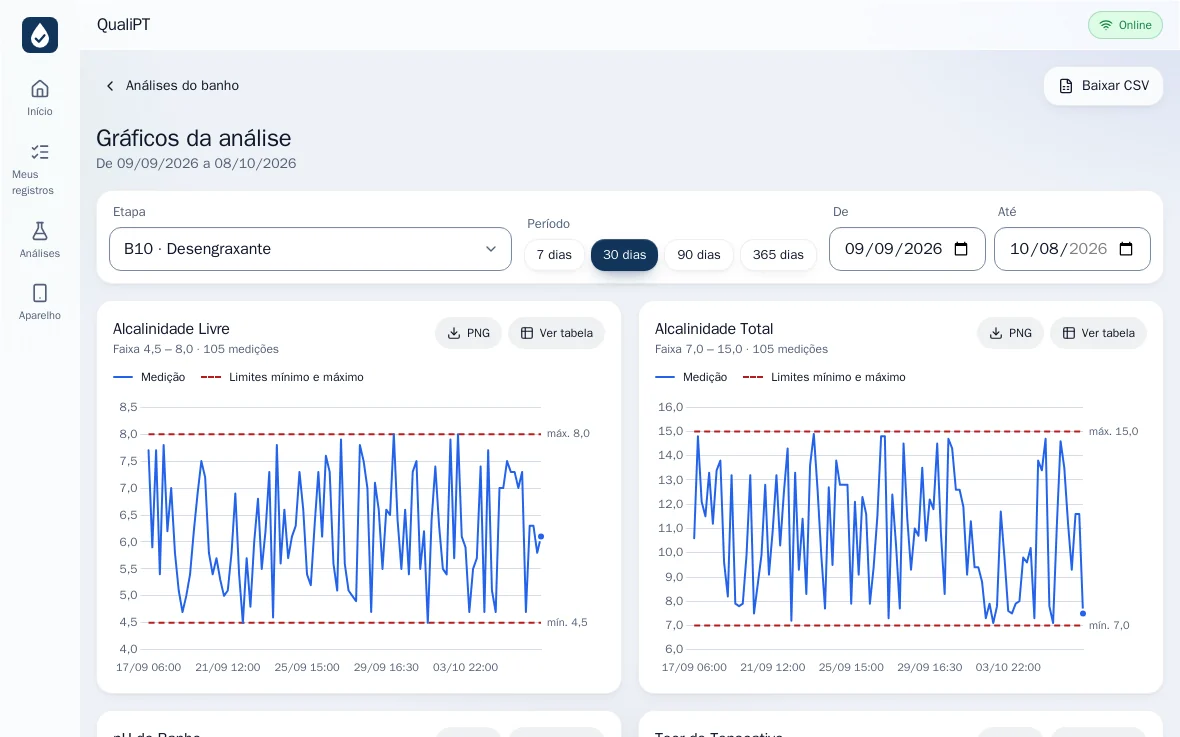 QualiPT
Online
Início
Meus
registros
Análises
Aparelho
Análises do banho
Baixar CSV
Gráficos da análise
De 09/09/2026 a 08/10/2026
Etapa
B10 · Desengraxante
Período
7 dias
30 dias
90 dias
365 dias
De
09/09/2026
Até
10/08/2026
Alcalinidade Livre
Faixa 4,5 – 8,0 · 105 medições
PNG
Ver tabela
Medição
Limites mínimo e máximo
8,5
8,0
7,5
7,0
6,5
6,0
5,5
5,0
4,5
4,0
máx. 8,0
mín. 4,5
17/09 06:00 21/09 12:00 25/09 15:00 29/09 16:30 03/10 22:00
Alcalinidade Total
Faixa 7,0 – 15,0 · 105 medições
PNG
Ver tabela
Medição
Limites mínimo e máximo
16,0
15,0
14,0
13,0
12,0
11,0
10,0
9,0
8,0
7,0
6,0
máx. 15,0
mín. 7,0
17/09 06:00 21/09 12:00 25/09 15:00 29/09 16:30 03/10 22:00